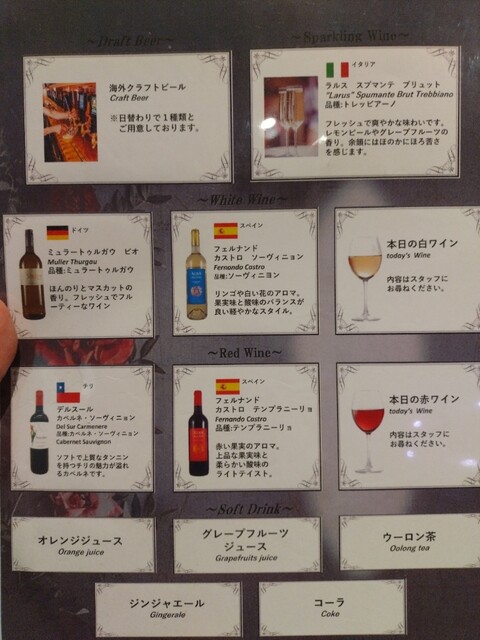 ~Draft Beer~
海外クラフトビール
Craft Beer
※日替わりで１種類と
ご用意しております。
~Sparkling Wine~
イタリア
ラルス　スプマンテ　ブリュット
"Larus" Spumante Brut Trebbiano
品種:トレッビアーノ
フレッシュで爽やかな味わいです。
レモンピールやグレープフルーツの
香り。余韻にはほのかにほろ苦さ
を感じます。
~White Wine~
ドイツ
ミュラートゥルガウ　ビオ
Muller Thurgau
品種:ミュラートゥルガウ
ほんのりとマスカットの
香り。フレッシュでフル
ーティーなワイン
スペイン
フェルナンド
カストロ　ソーヴィニヨン
Fernando Castro
品種:ソーヴィニヨン
リンゴや白い花のアロマ。
果実味と酸味のバランスが
良い軽やかなスタイル。
本日の白ワイン
today's Wine
内容はスタッフに
お尋ねください。
~Red Wine~
チリ
デルスール
カベルネ・ソーヴィニョン
Del Sur Carmenere
品種:カベルネ・ソーヴィニョン
Cabernet Sauvignon
ソフトで上質なタンニン
を持つチリの魅力が溢れ
るカベルネです。
スペイン
フェルナンド
カストロ　テンプラニーリョ
Fernando Castro
品種:テンプラニーリョ
赤い果実のアロマ。
上品な果実味と
柔らかい酸味の
ライトテイスト。
本日の赤ワイン
today's Wine
内容はスタッフに
お尋ねください。
~Soft Drink~
オレンジジュース
Orange juice
グレープフルーツ
ジュース
Grapefruits juice
ウーロン茶
Oolong tea
ジンジャエール
Gingerale
コーラ
Coke